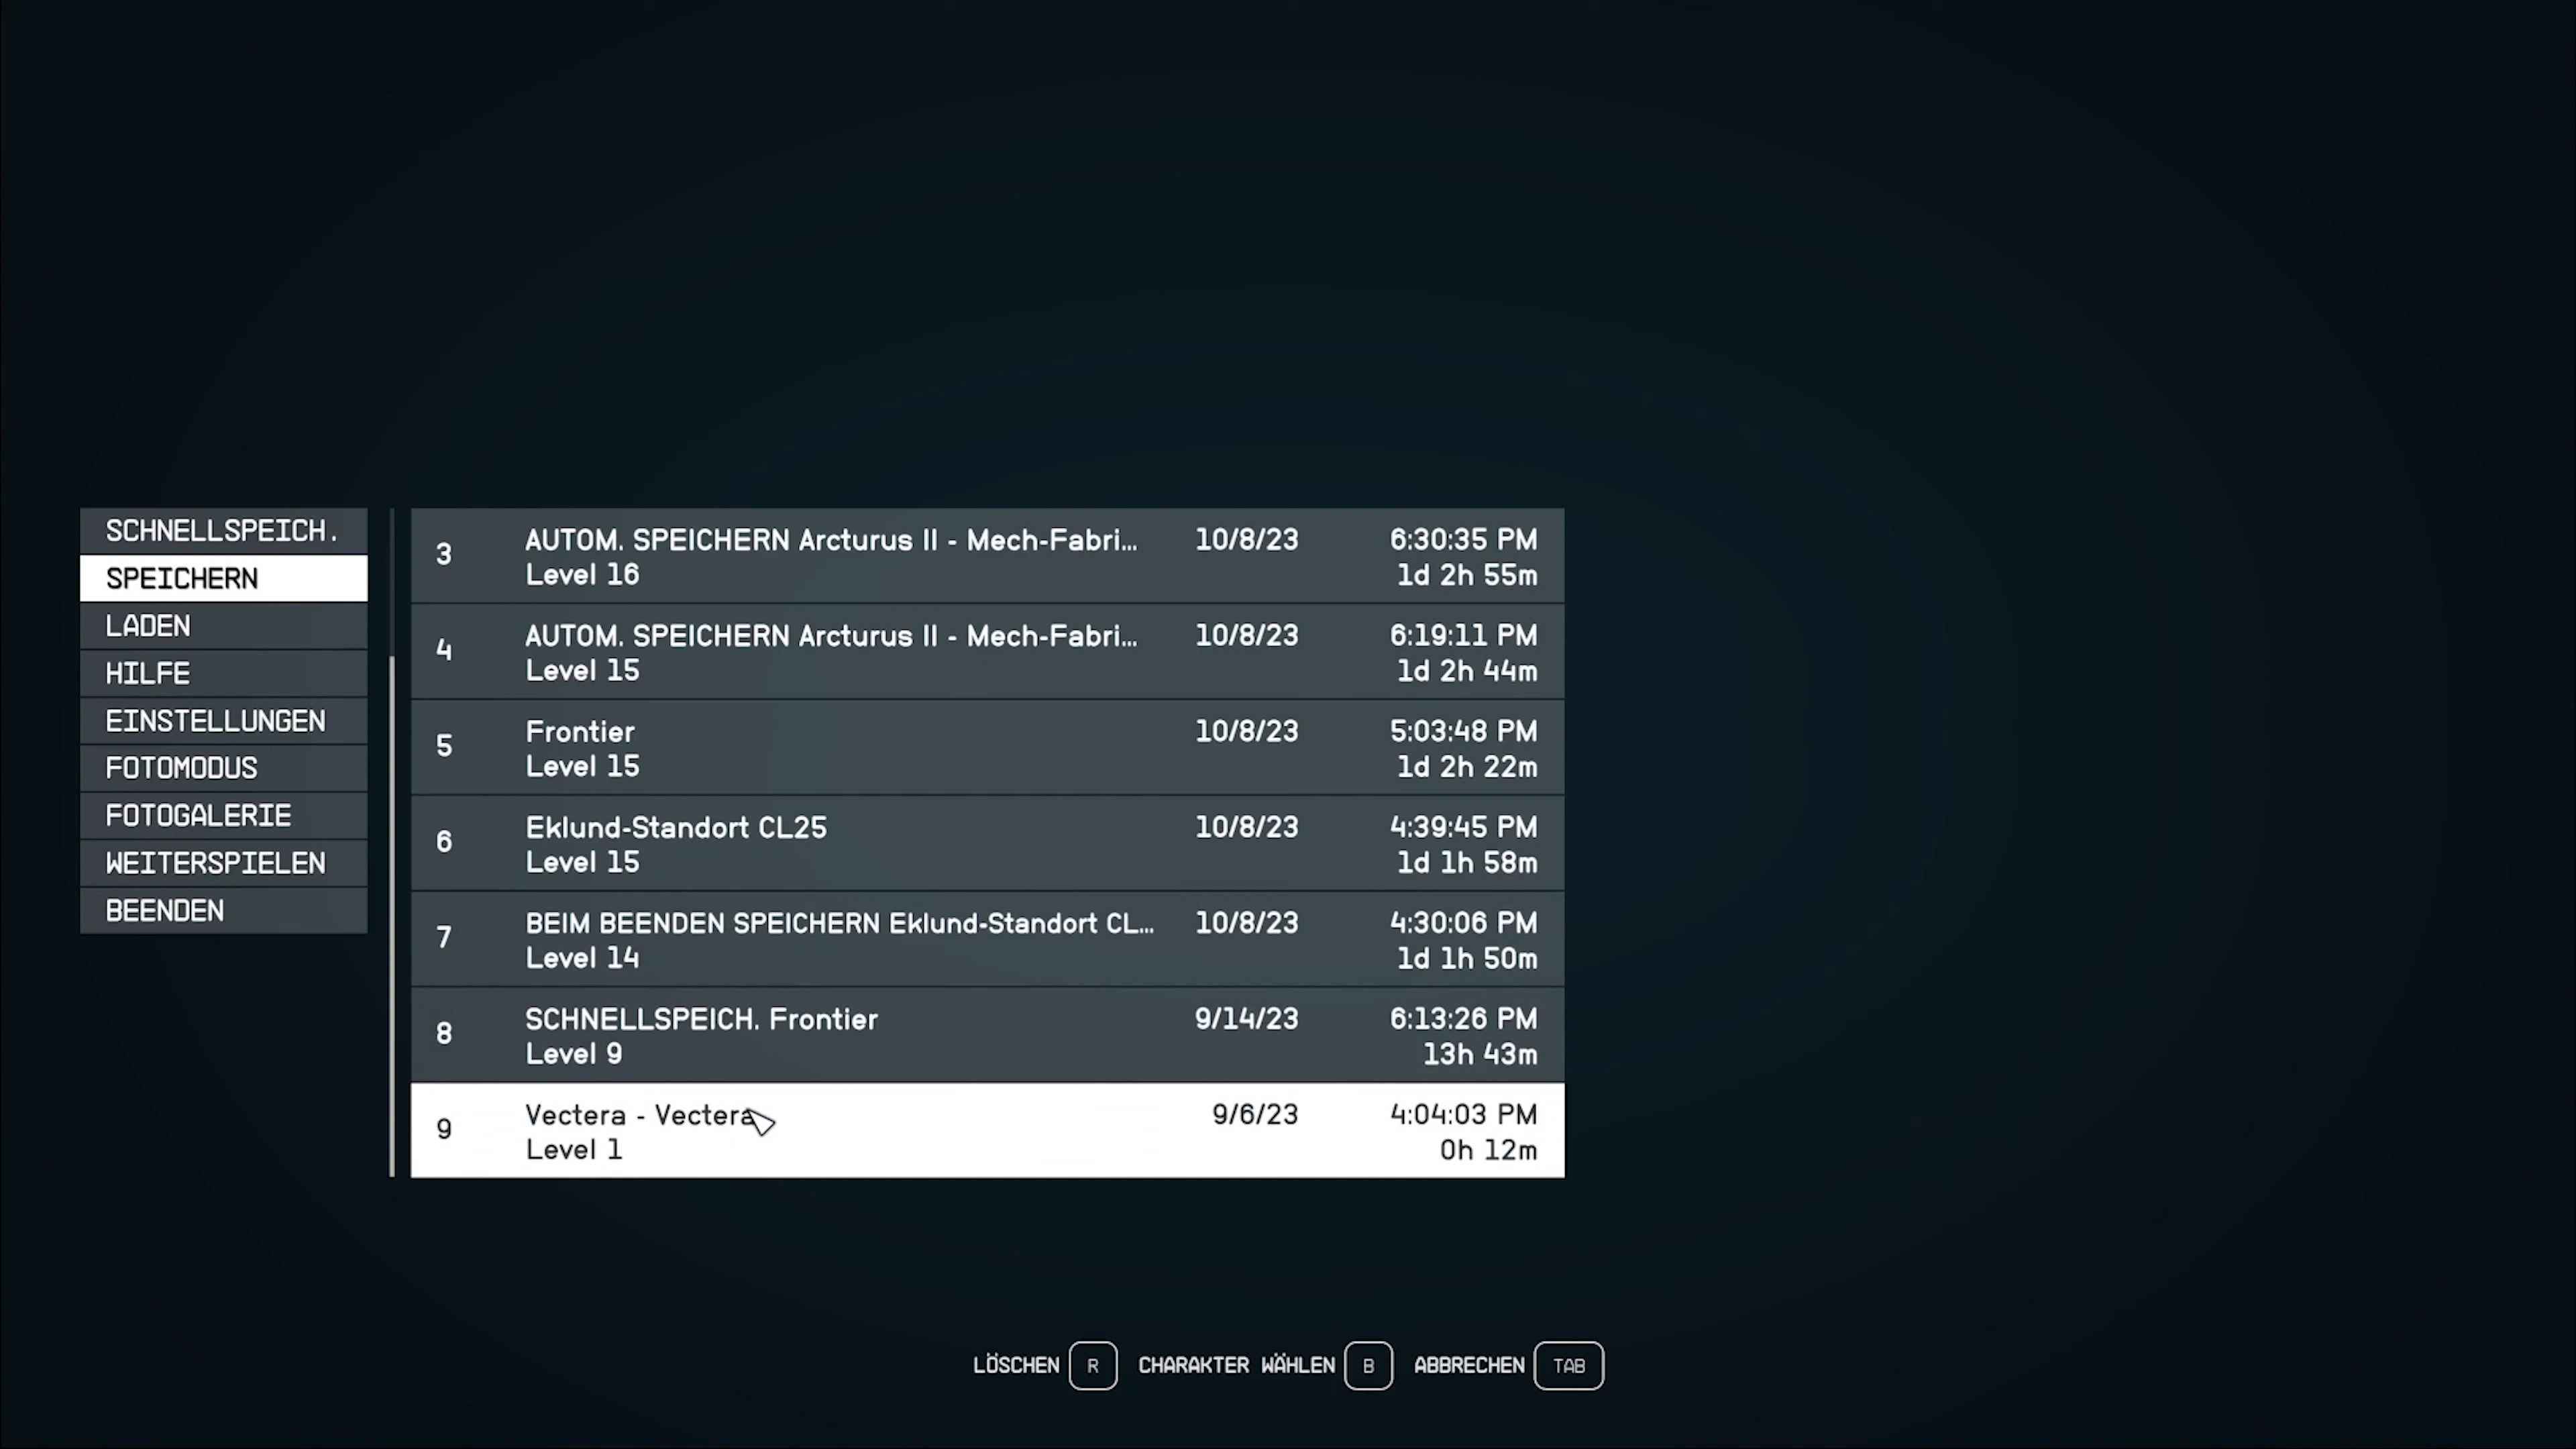 SCHNELLSPEICH.
SPEICHERN
LADEN
HILFE
EINSTELLUNGEN
FOTOMODUS
FOTOGALERIE
WEITERSPIELEN
BEENDEN
3 AUTOM. SPEICHERN Arcturus II - Mech-Fabri... 10/8/23 6:30:35 PM
Level 16 1d 2h 55m
4 AUTOM. SPEICHERN Arcturus II - Mech-Fabri... 10/8/23 6:19:11 PM
Level 15 1d 2h 44m
5 Frontier 10/8/23 5:03:48 PM
Level 15 1d 2h 22m
6 Eklund-Standort CL25 10/8/23 4:39:45 PM
Level 15 1d 1h 58m
7 BEIM BEENDEN SPEICHERN Eklund-Standort CL... 10/8/23 4:30:06 PM
Level 14 1d 1h 50m
8 SCHNELLSPEICH. Frontier 9/14/23 6:13:26 PM
Level 9 13h 43m
9 Vectera - Vectera 9/6/23 4:04:03 PM
Level 1 0h 12m
LÖSCHEN R CHARAKTER WÄHLEN B ABBRECHEN TAB